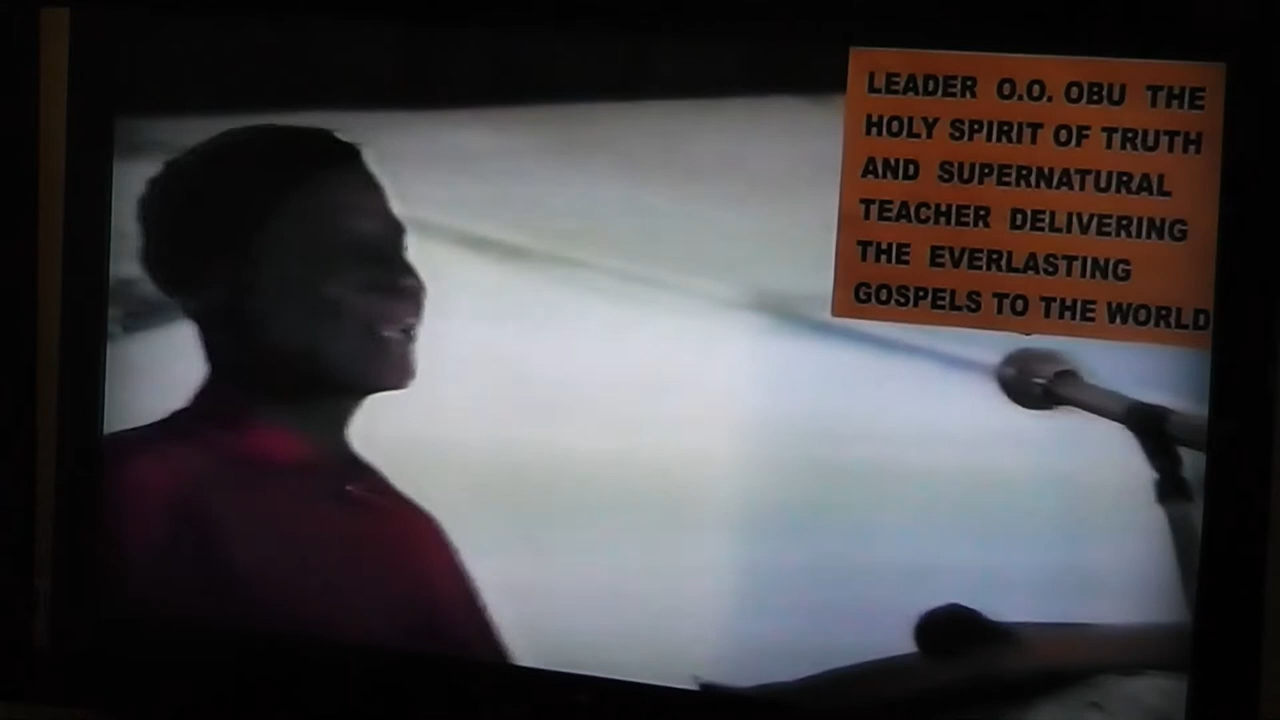 LEADER O.O. OBU THE
HOLY SPIRIT OF TRUTH
AND SUPERNATURAL
TEACHER DELIVERING
THE EVERLASTING
GOSPELS TO THE WORLD